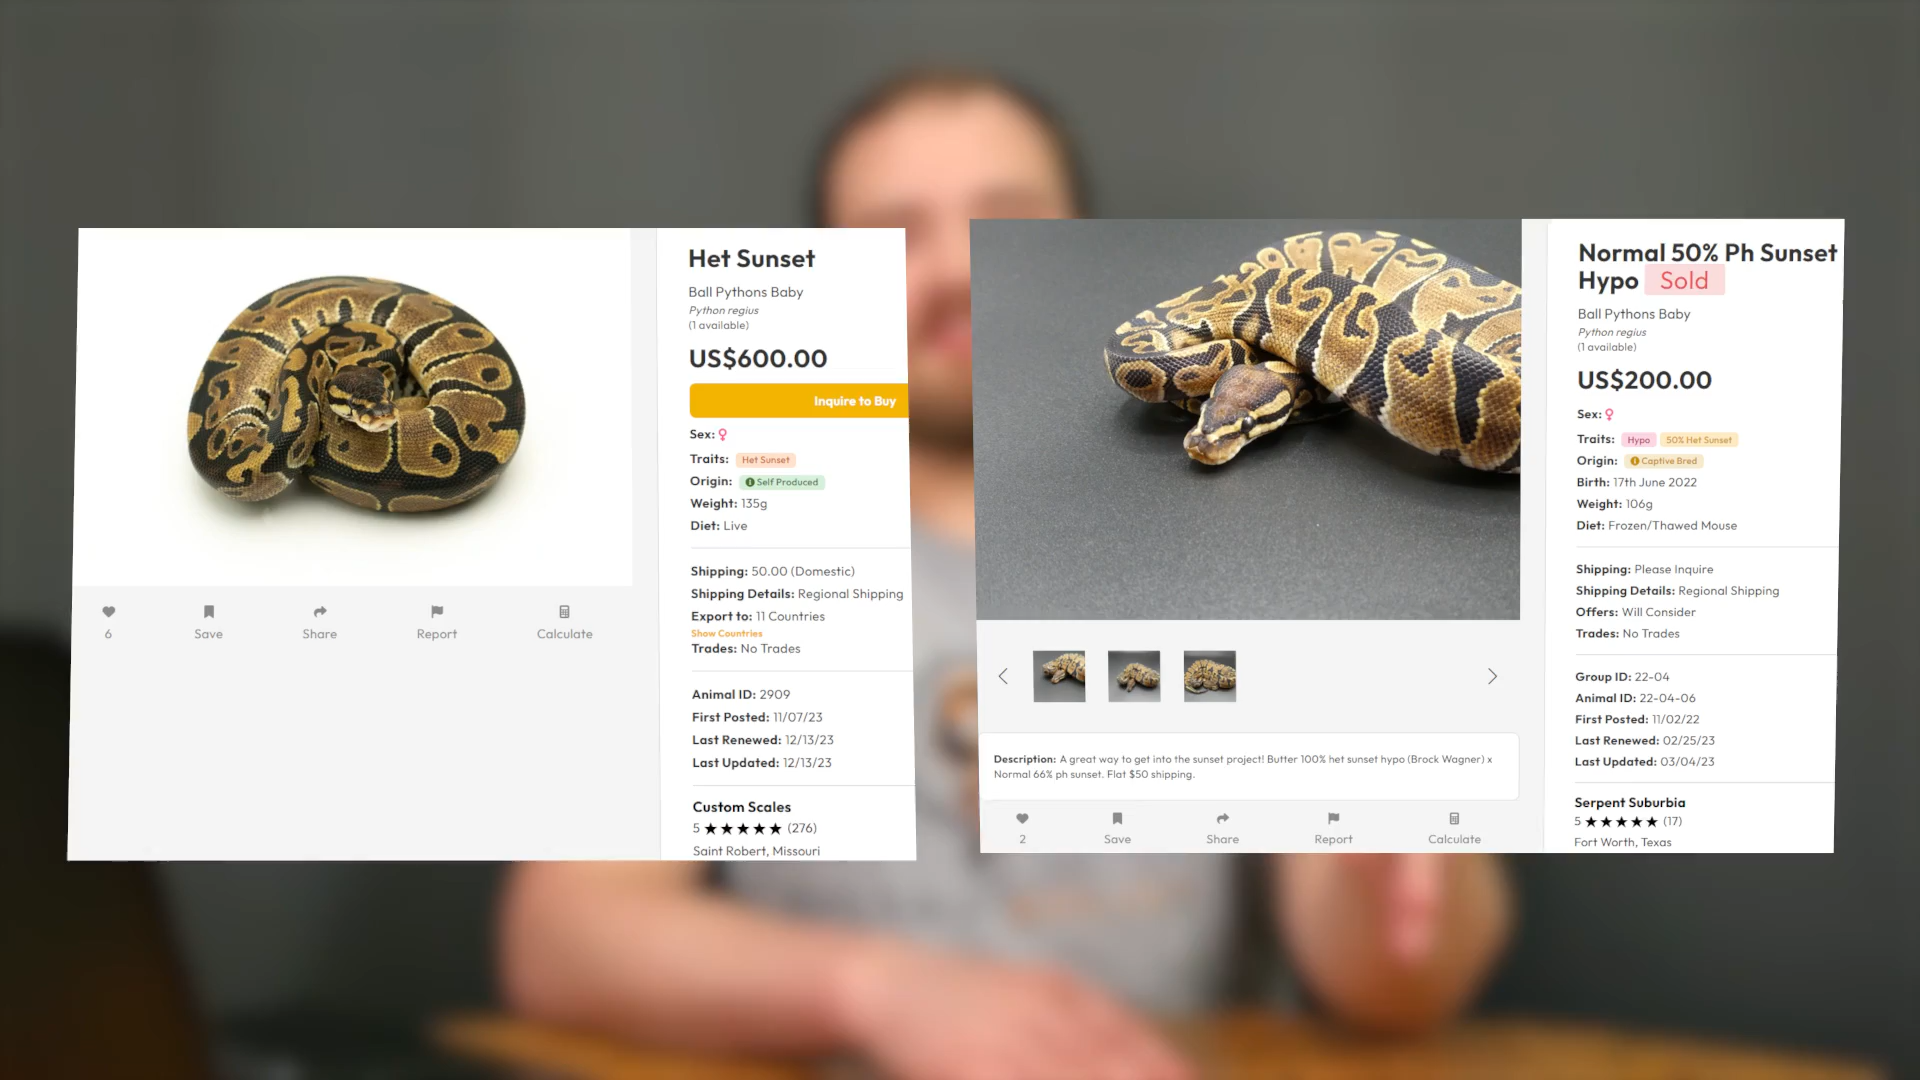 Het Sunset
Ball Pythons Baby
Python regius
(1 available)
US$600.00
Inquire to Buy
Sex: ♀
Traits: Het Sunset
Origin: Self Produced
Weight: 135g
Diet: Live
Shipping: 50.00 (Domestic)
Shipping Details: Regional Shipping
Export to: 11 Countries
Show Countries
Trades: No Trades
Animal ID: 2909
First Posted: 11/07/23
Last Renewed: 12/13/23
Last Updated: 12/13/23
Custom Scales
5 ★★★★★ (276)
Saint Robert, Missouri
6
Save
Share
Report
Calculate
Normal 50% Ph Sunset
Hypo Sold
Ball Pythons Baby
Python regius
(1 available)
US$200.00
Sex: ♀
Traits: Hypo 50% Het Sunset
Origin: Captive Bred
Birth: 17th June 2022
Weight: 106g
Diet: Frozen/Thawed Mouse
Shipping: Please Inquire
Shipping Details: Regional Shipping
Offers: Will Consider
Trades: No Trades
Group ID: 22-04
Animal ID: 22-04-06
First Posted: 11/02/22
Last Renewed: 02/25/23
Last Updated: 03/04/23
Serpent Suburbia
5 ★★★★★ (17)
Fort Worth, Texas
Description: A great way to get into the sunset project! Butter 100% het sunset hypo (Brock Wagner) x
Normal 66% ph sunset. Flat $50 shipping.
2
Save
Share
Report
Calculate